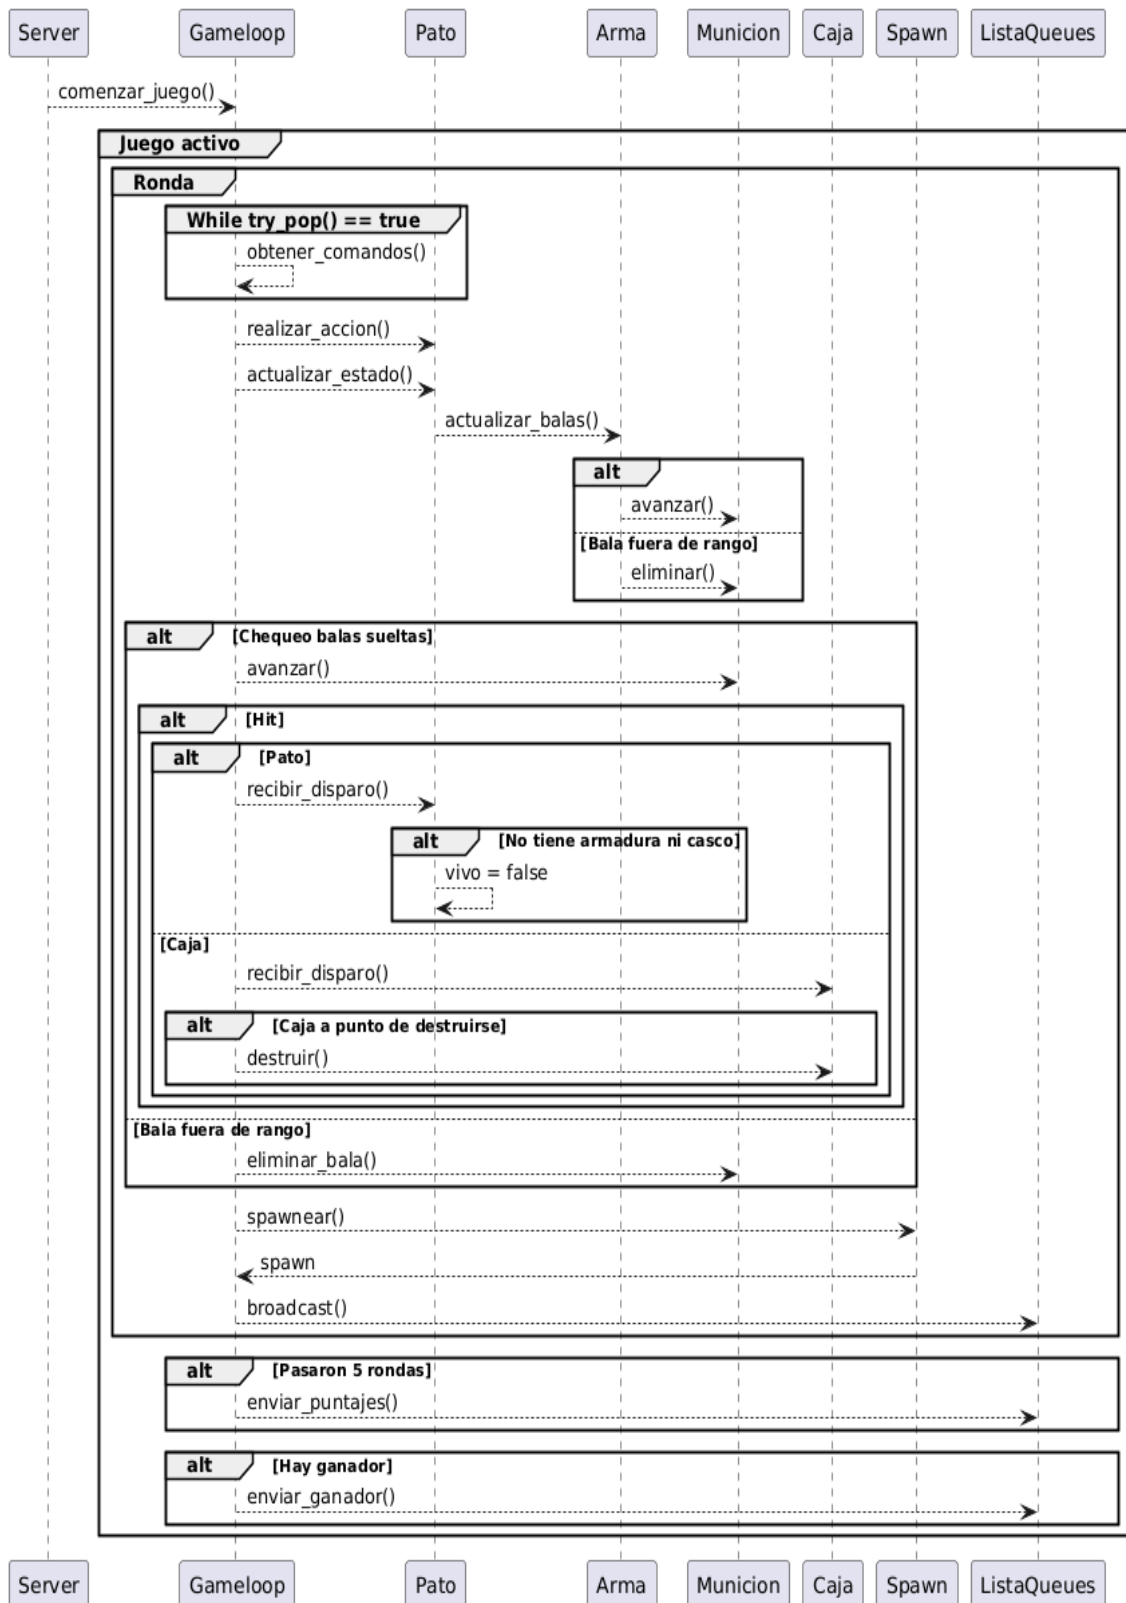 Server Gameloop Pato Arma Municion Caja Spawn ListaQueues
comenzar_juego()
Juego activo
Ronda
While try_pop() == true
obtener_comandos()
realizar_accion()
actualizar_estado()
actualizar_balas()
alt
avanzar()
[Bala fuera de rango]
eliminar()
alt [Chequeo balas sueltas]
avanzar()
alt [Hit]
alt [Pato]
recibir_disparo()
alt [No tiene armadura ni casco]
vivo = false
[Caja]
recibir_disparo()
alt [Caja a punto de destruirse]
destruir()
[Bala fuera de rango]
eliminar_bala()
spawnear()
spawn
broadcast()
alt [Pasaron 5 rondas]
enviar_puntajes()
alt [Hay ganador]
enviar_ganador()
Server Gameloop Pato Arma Municion Caja Spawn ListaQueues